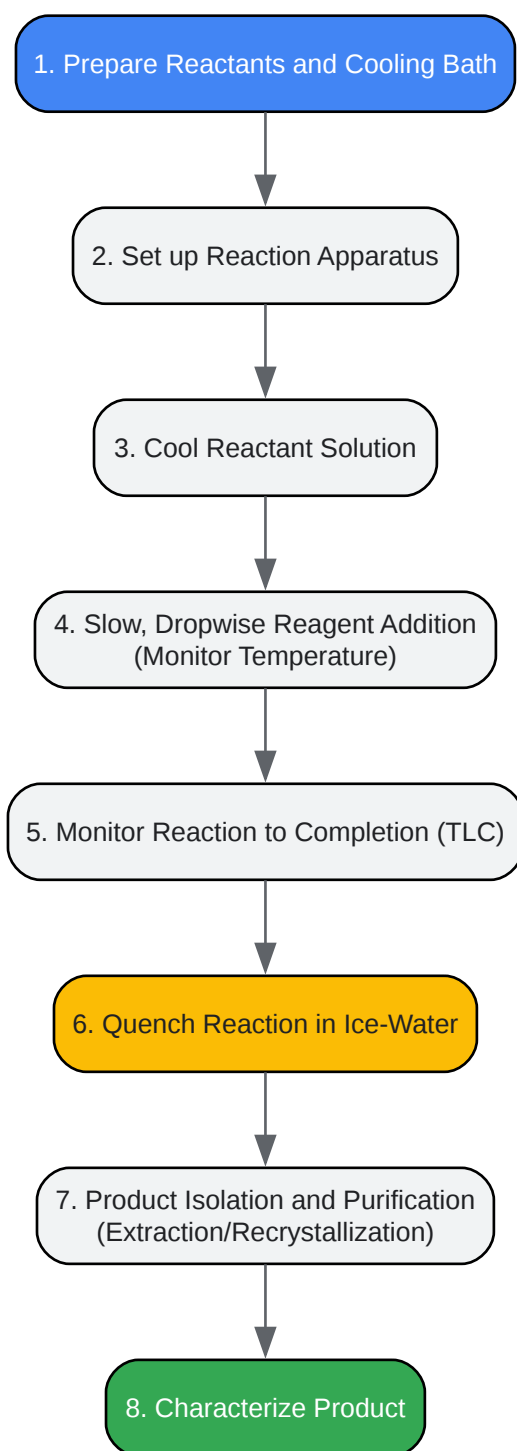 1. Prepare Reactants and Cooling Bath
2. Set up Reaction Apparatus
3. Cool Reactant Solution
4. Slow, Dropwise Reagent Addition
(Monitor Temperature)
5. Monitor Reaction to Completion (TLC)
6. Quench Reaction in Ice-Water
7. Product Isolation and Purification
(Extraction/Recrystallization)
8. Characterize Product